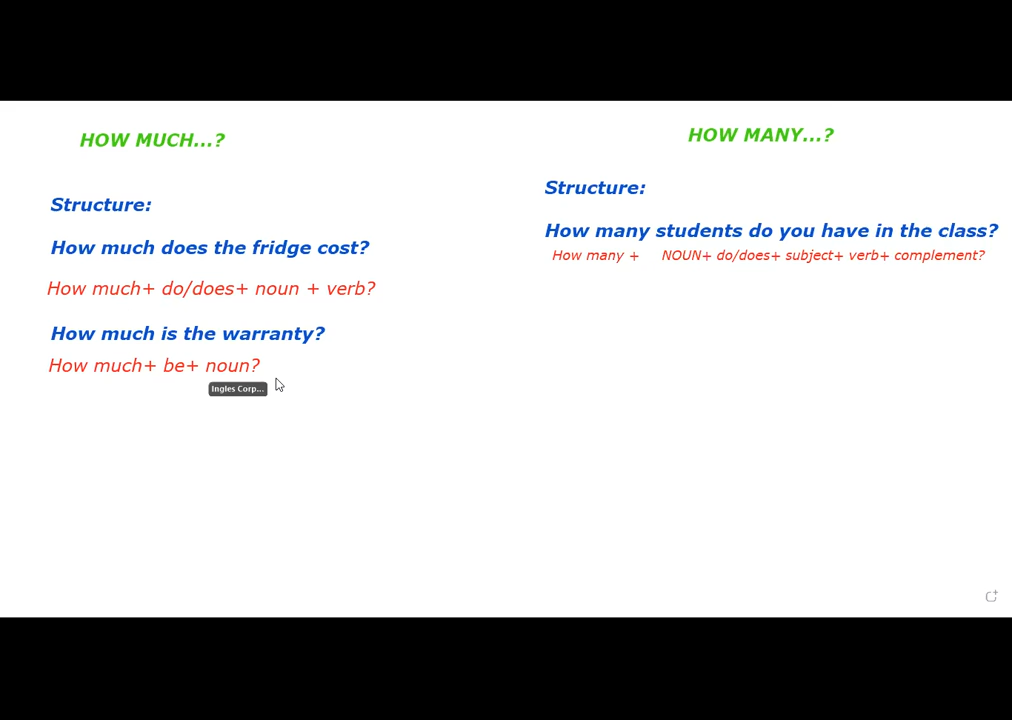 HOW MUCH...?
Structure:
How much does the fridge cost?
How much+ do/does+ noun + verb?
How much is the warranty?
How much+ be+ noun?
Ingles Corp...
HOW MANY...?
Structure:
How many students do you have in the class?
How many + NOUN+ do/does+ subject+ verb+ complement?